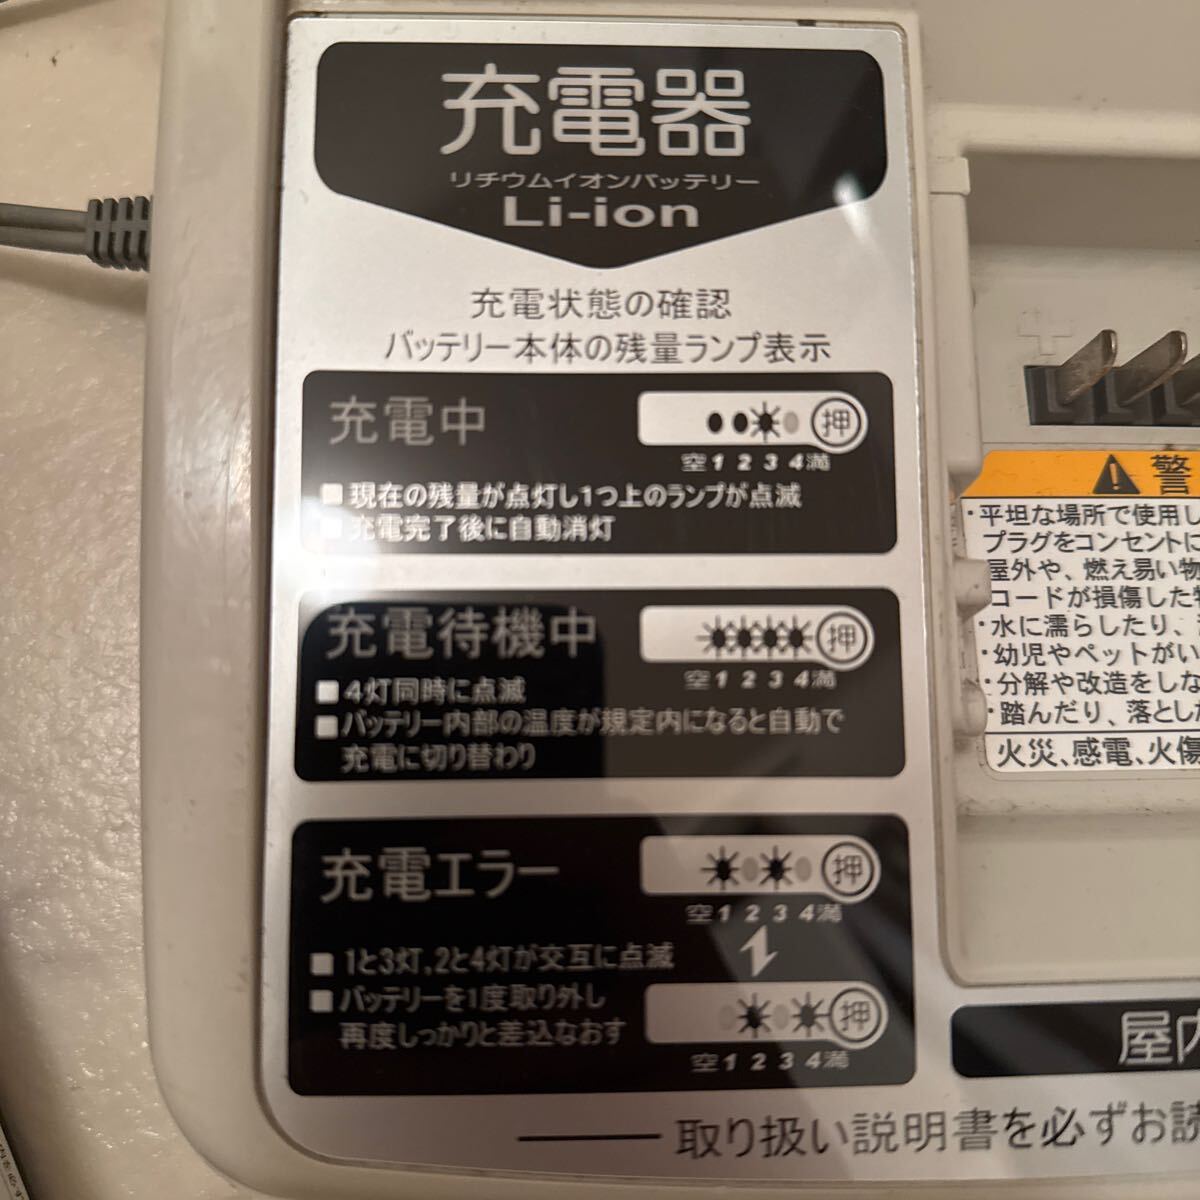 充電器
リチウムイオンバッテリー
Li-ion
充電状態の確認
バッテリー本体の残量ランプ表示
充電中
押
空1 2 3 4満
■現在の残量が点灯し1つ上のランプが点滅
■充電完了後に自動消灯
充電待機中
押
空1 2 3 4満
■4灯同時に点滅
■バッテリー内部の温度が規定内になると自動で
充電に切り替わり
充電エラー
押
空1 2 3 4満
■1と3灯,2と4灯が交互に点滅
■バッテリーを1度取り外し
再度しっかりと差込なおす
押
空1 2 3 4満
取り扱い説明書を必ずお読
警
・平坦な場所で使用し
プラグをコンセントに
屋外や、燃え易い物
コードが損傷した
・水に濡らしたり、
・幼児やペットがい
・分解や改造をしな
・踏んだり、落とした
火災、感電、火傷
屋内